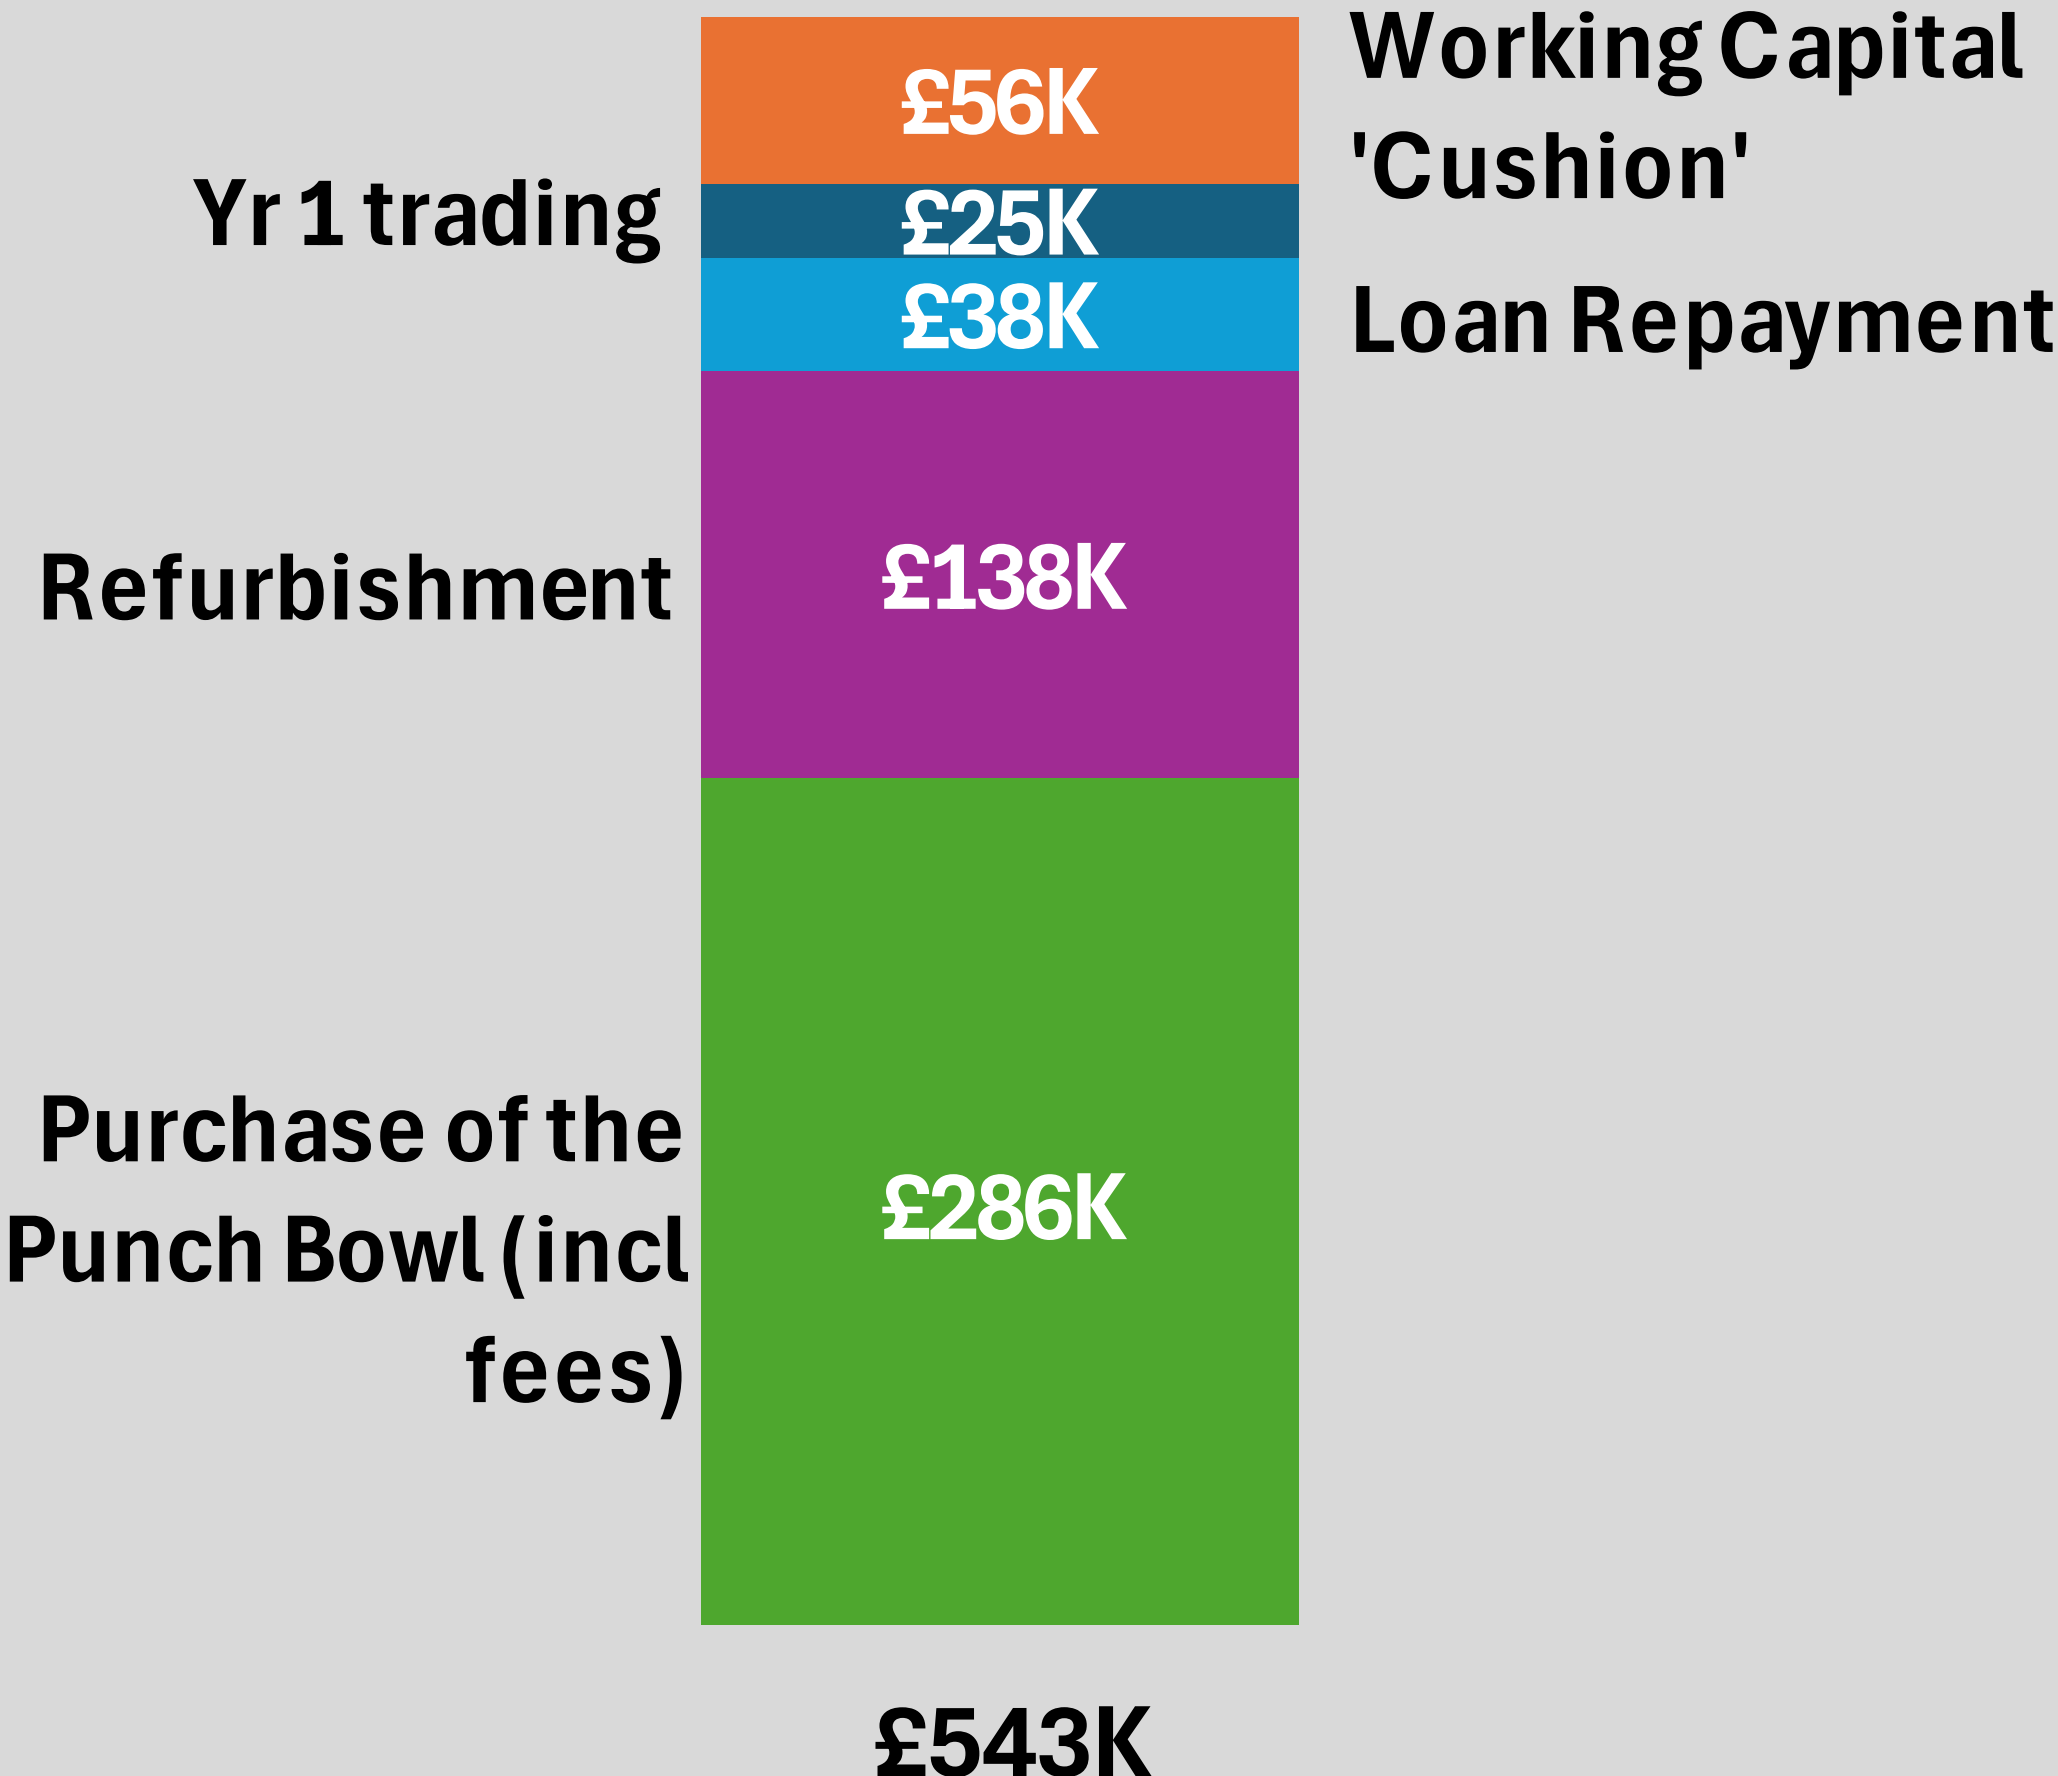 £56K
Working Capital
'Cushion'
Yr 1 trading
£25K
£38K
Loan Repayment
Refurbishment
£138K
Purchase of the
Punch Bowl (incl
fees)
£286K
£543K